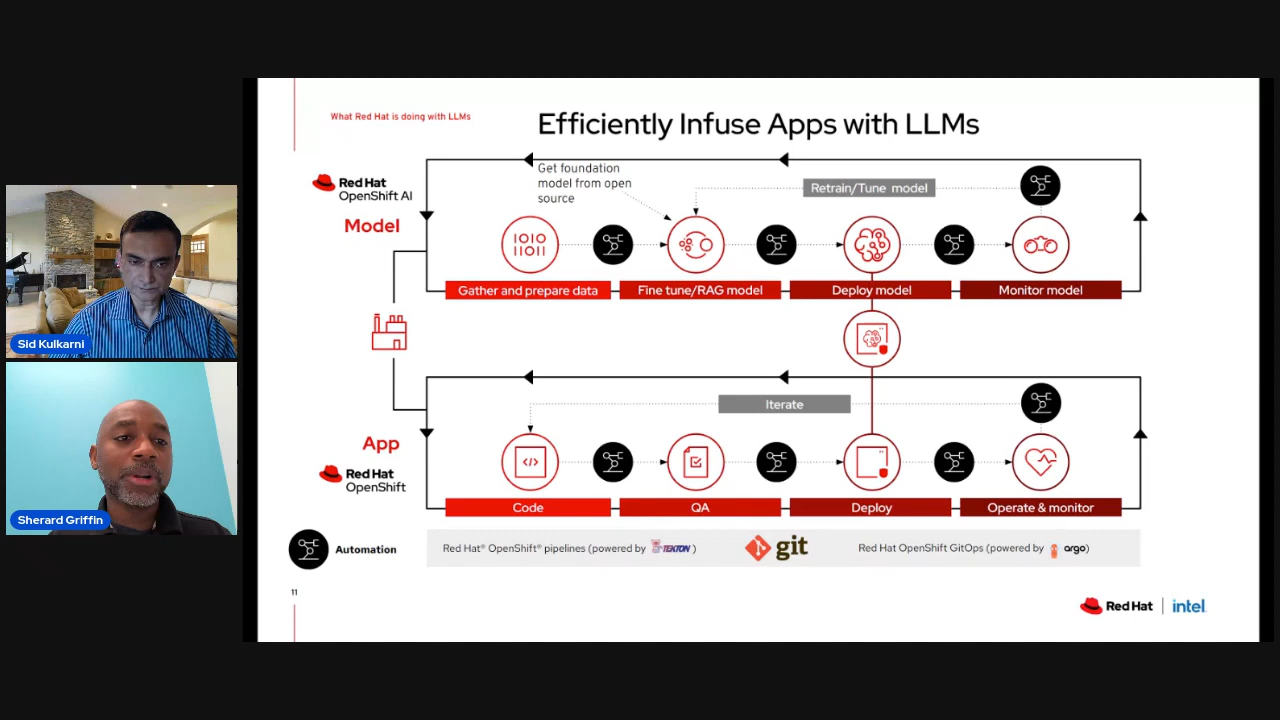 What Red Hat is doing with LLMs
Efficiently Infuse Apps with LLMs
Red Hat
OpenShift AI
Model
Get foundation
model from open
source
Retrain/Tune model
1010
11011
Gather and prepare data
Fine tune/RAG model
Deploy model
Monitor model
Sid Kulkarni
App
Red Hat
OpenShift
Iterate
</>
Code
QA
Deploy
Operate & monitor
Sherard Griffin
Automation
Red Hat® OpenShift® pipelines (powered by TEKTON )
git
Red Hat OpenShift GitOps (powered by argo)
11
Red Hat
intel